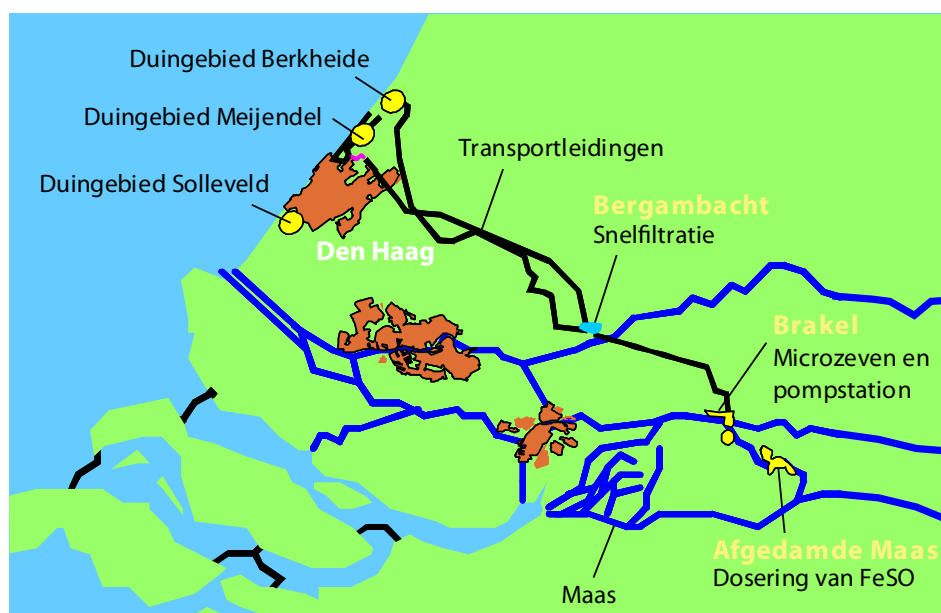 Duingebied Berkheide
Duingebied Meijendel
Transportleidingen
Duingebied Solleveld
Bergambacht
Snelfiltratie
Den Haag
Brakel
Microzeven en
pompstation
Afgedamde Maas
Dosering van FeSO
Maas